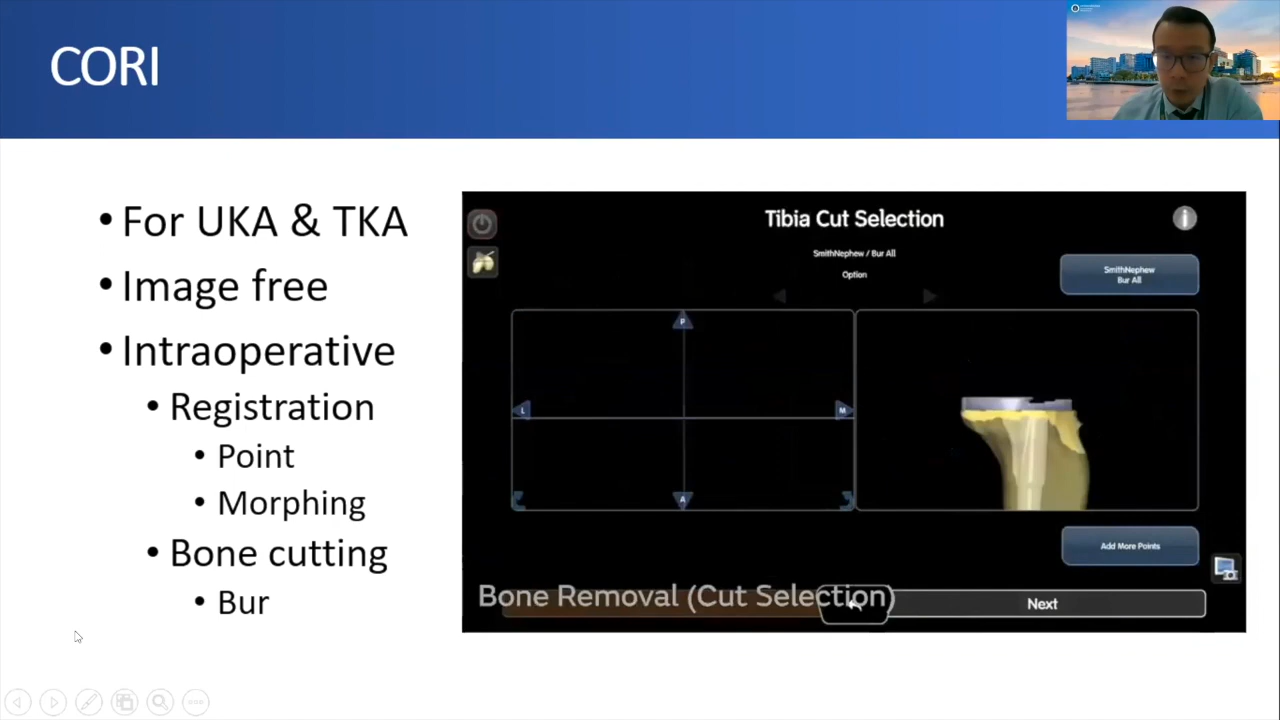 CORI
• For UKA & TKA
• Image free
• Intraoperative
• Registration
• Point
• Morphing
• Bone cutting
• Bur
Tibia Cut Selection
i
SmithNephew / Bur All
Option
SmithNephew
Bur All
P
L
M
A
Add More Points
Bone Removal (Cut Selection)
Next